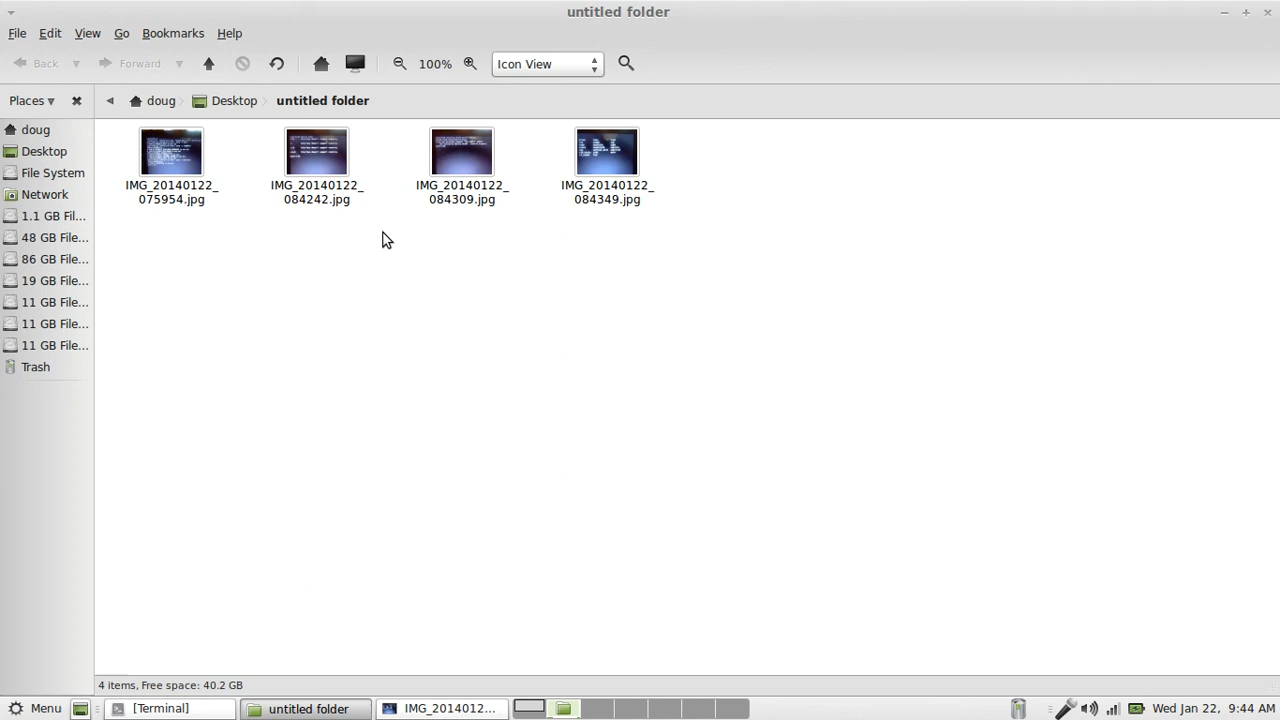 untitled folder
File Edit View Go Bookmarks Help
Back Forward 100% Icon View
Places doug Desktop untitled folder
doug
Desktop
File System
Network
1.1 GB Fil...
48 GB File...
86 GB File...
19 GB File...
11 GB File...
11 GB File...
11 GB File...
Trash
IMG_20140122_
075954.jpg
IMG_20140122_
084242.jpg
IMG_20140122_
084309.jpg
IMG_20140122_
084349.jpg
4 items, Free space: 40.2 GB
Menu [Terminal] untitled folder IMG_2014012... Wed Jan 22, 9:44 AM